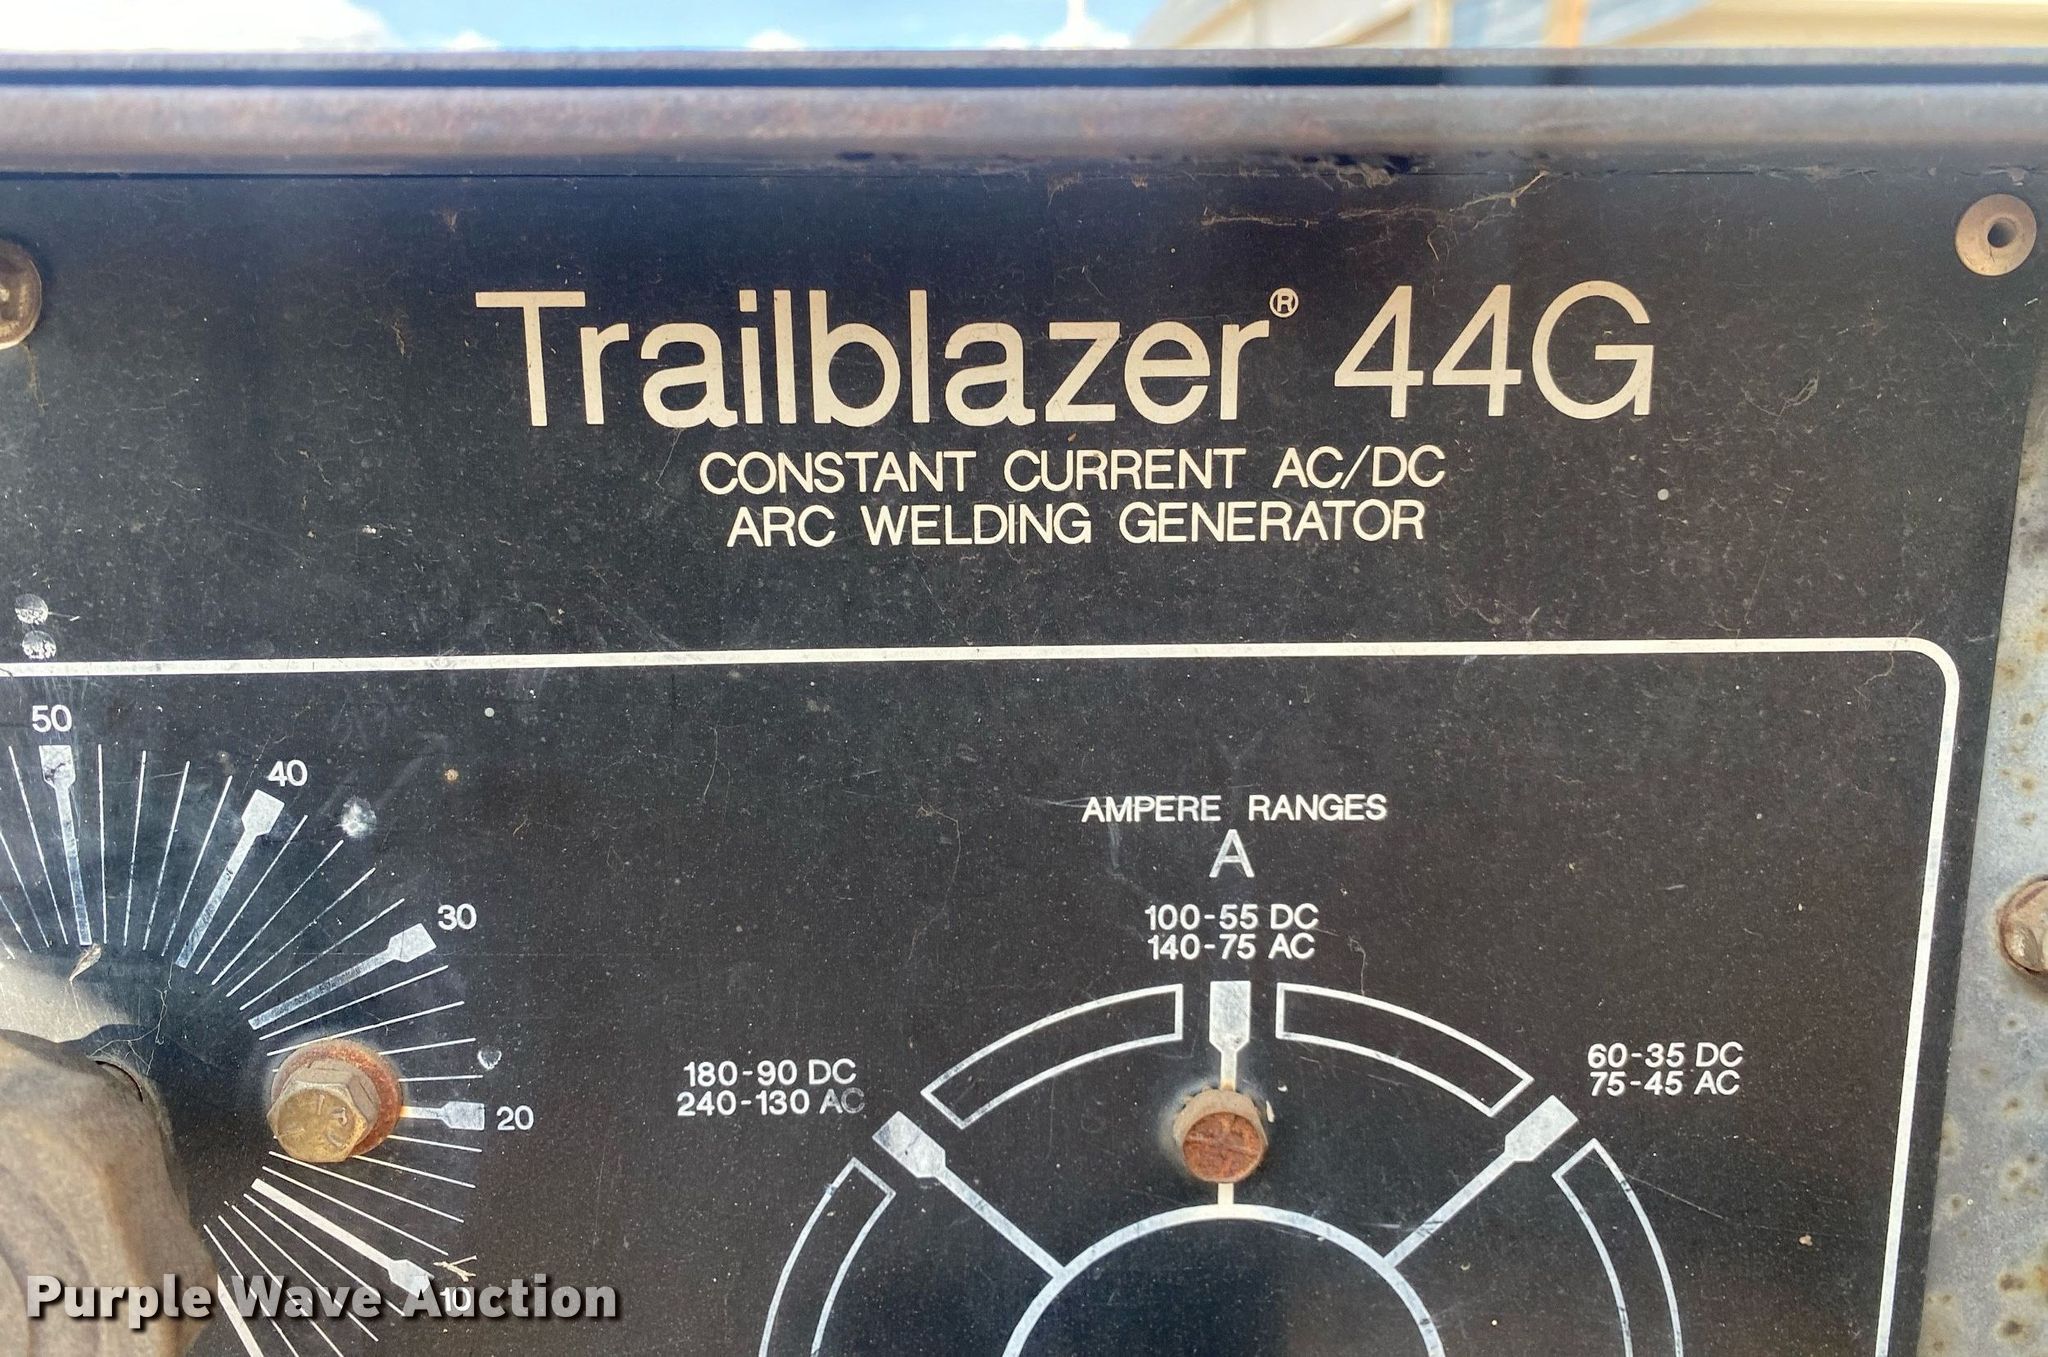 Trailblazer® 44G
CONSTANT CURRENT AC/DC
ARC WELDING GENERATOR
50
40
30
20
10
AMPERE RANGES
A
100-55 DC
140-75 AC
180-90 DC
240-130 AC
60-35 DC
75-45 AC
Purple Wave Auction